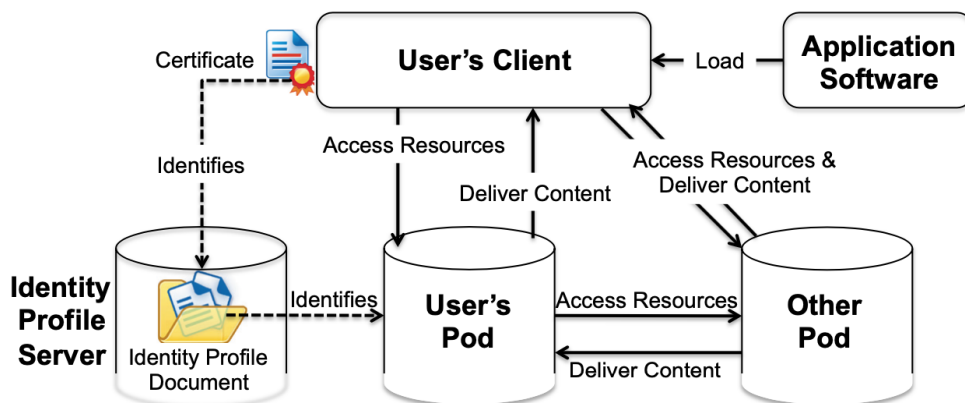 Certificate
User's Client
Load
Application
Software
Identifies
Access Resources
Deliver Content
Access Resources &
Deliver Content
Identity
Profile
Server
Identity Profile
Document
Identifies
User's
Pod
Access Resources
Deliver Content
Other
Pod